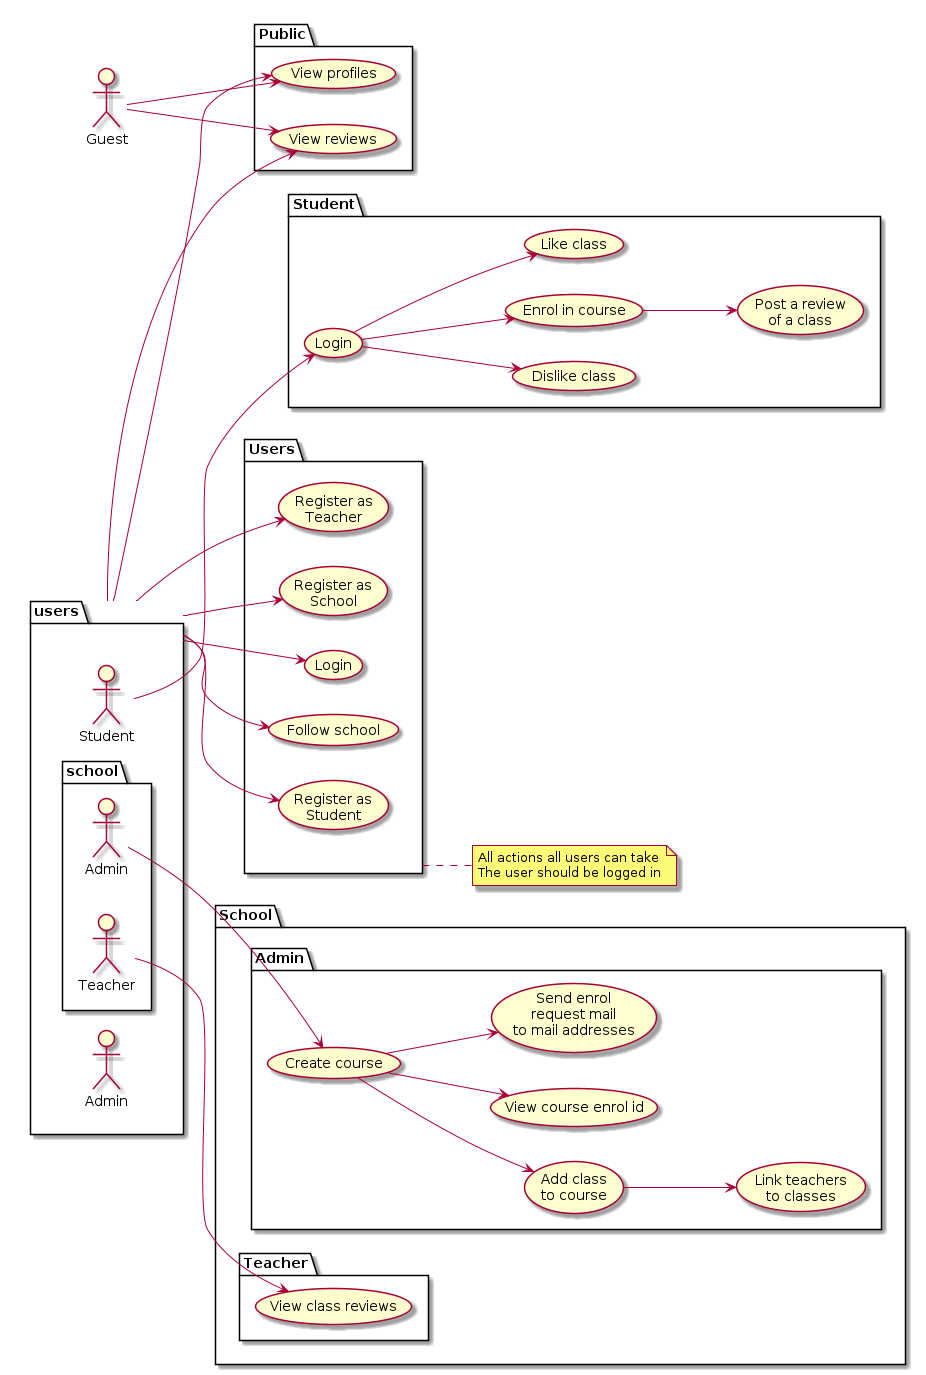 Public
View profiles
Guest
View reviews
Student
Like class
Enrol in course
Post a review
of a class
Login
Dislike class
Users
Register as
Teacher
Register as
School
users
Login
Student
Follow school
school
Register as
Student
Admin
All actions all users can take
The user should be logged in
School
Teacher
Admin
Send enrol
request mail
to mail addresses
Create course
Admin
View course enrol id
Add class
to course
Link teachers
to classes
Teacher
View class reviews